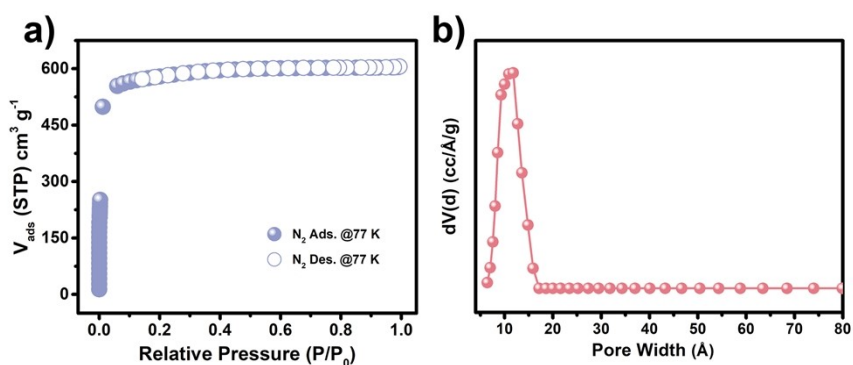 a)
V_ads (STP) cm³ g⁻¹
600
450
300
150
0
N₂ Ads. @77 K
N₂ Des. @77 K
0.0 0.2 0.4 0.6 0.8 1.0
Relative Pressure (P/P₀)
b)
dV(d) (cc/Å/g)
10 20 30 40 50 60 70 80
Pore Width (Å)